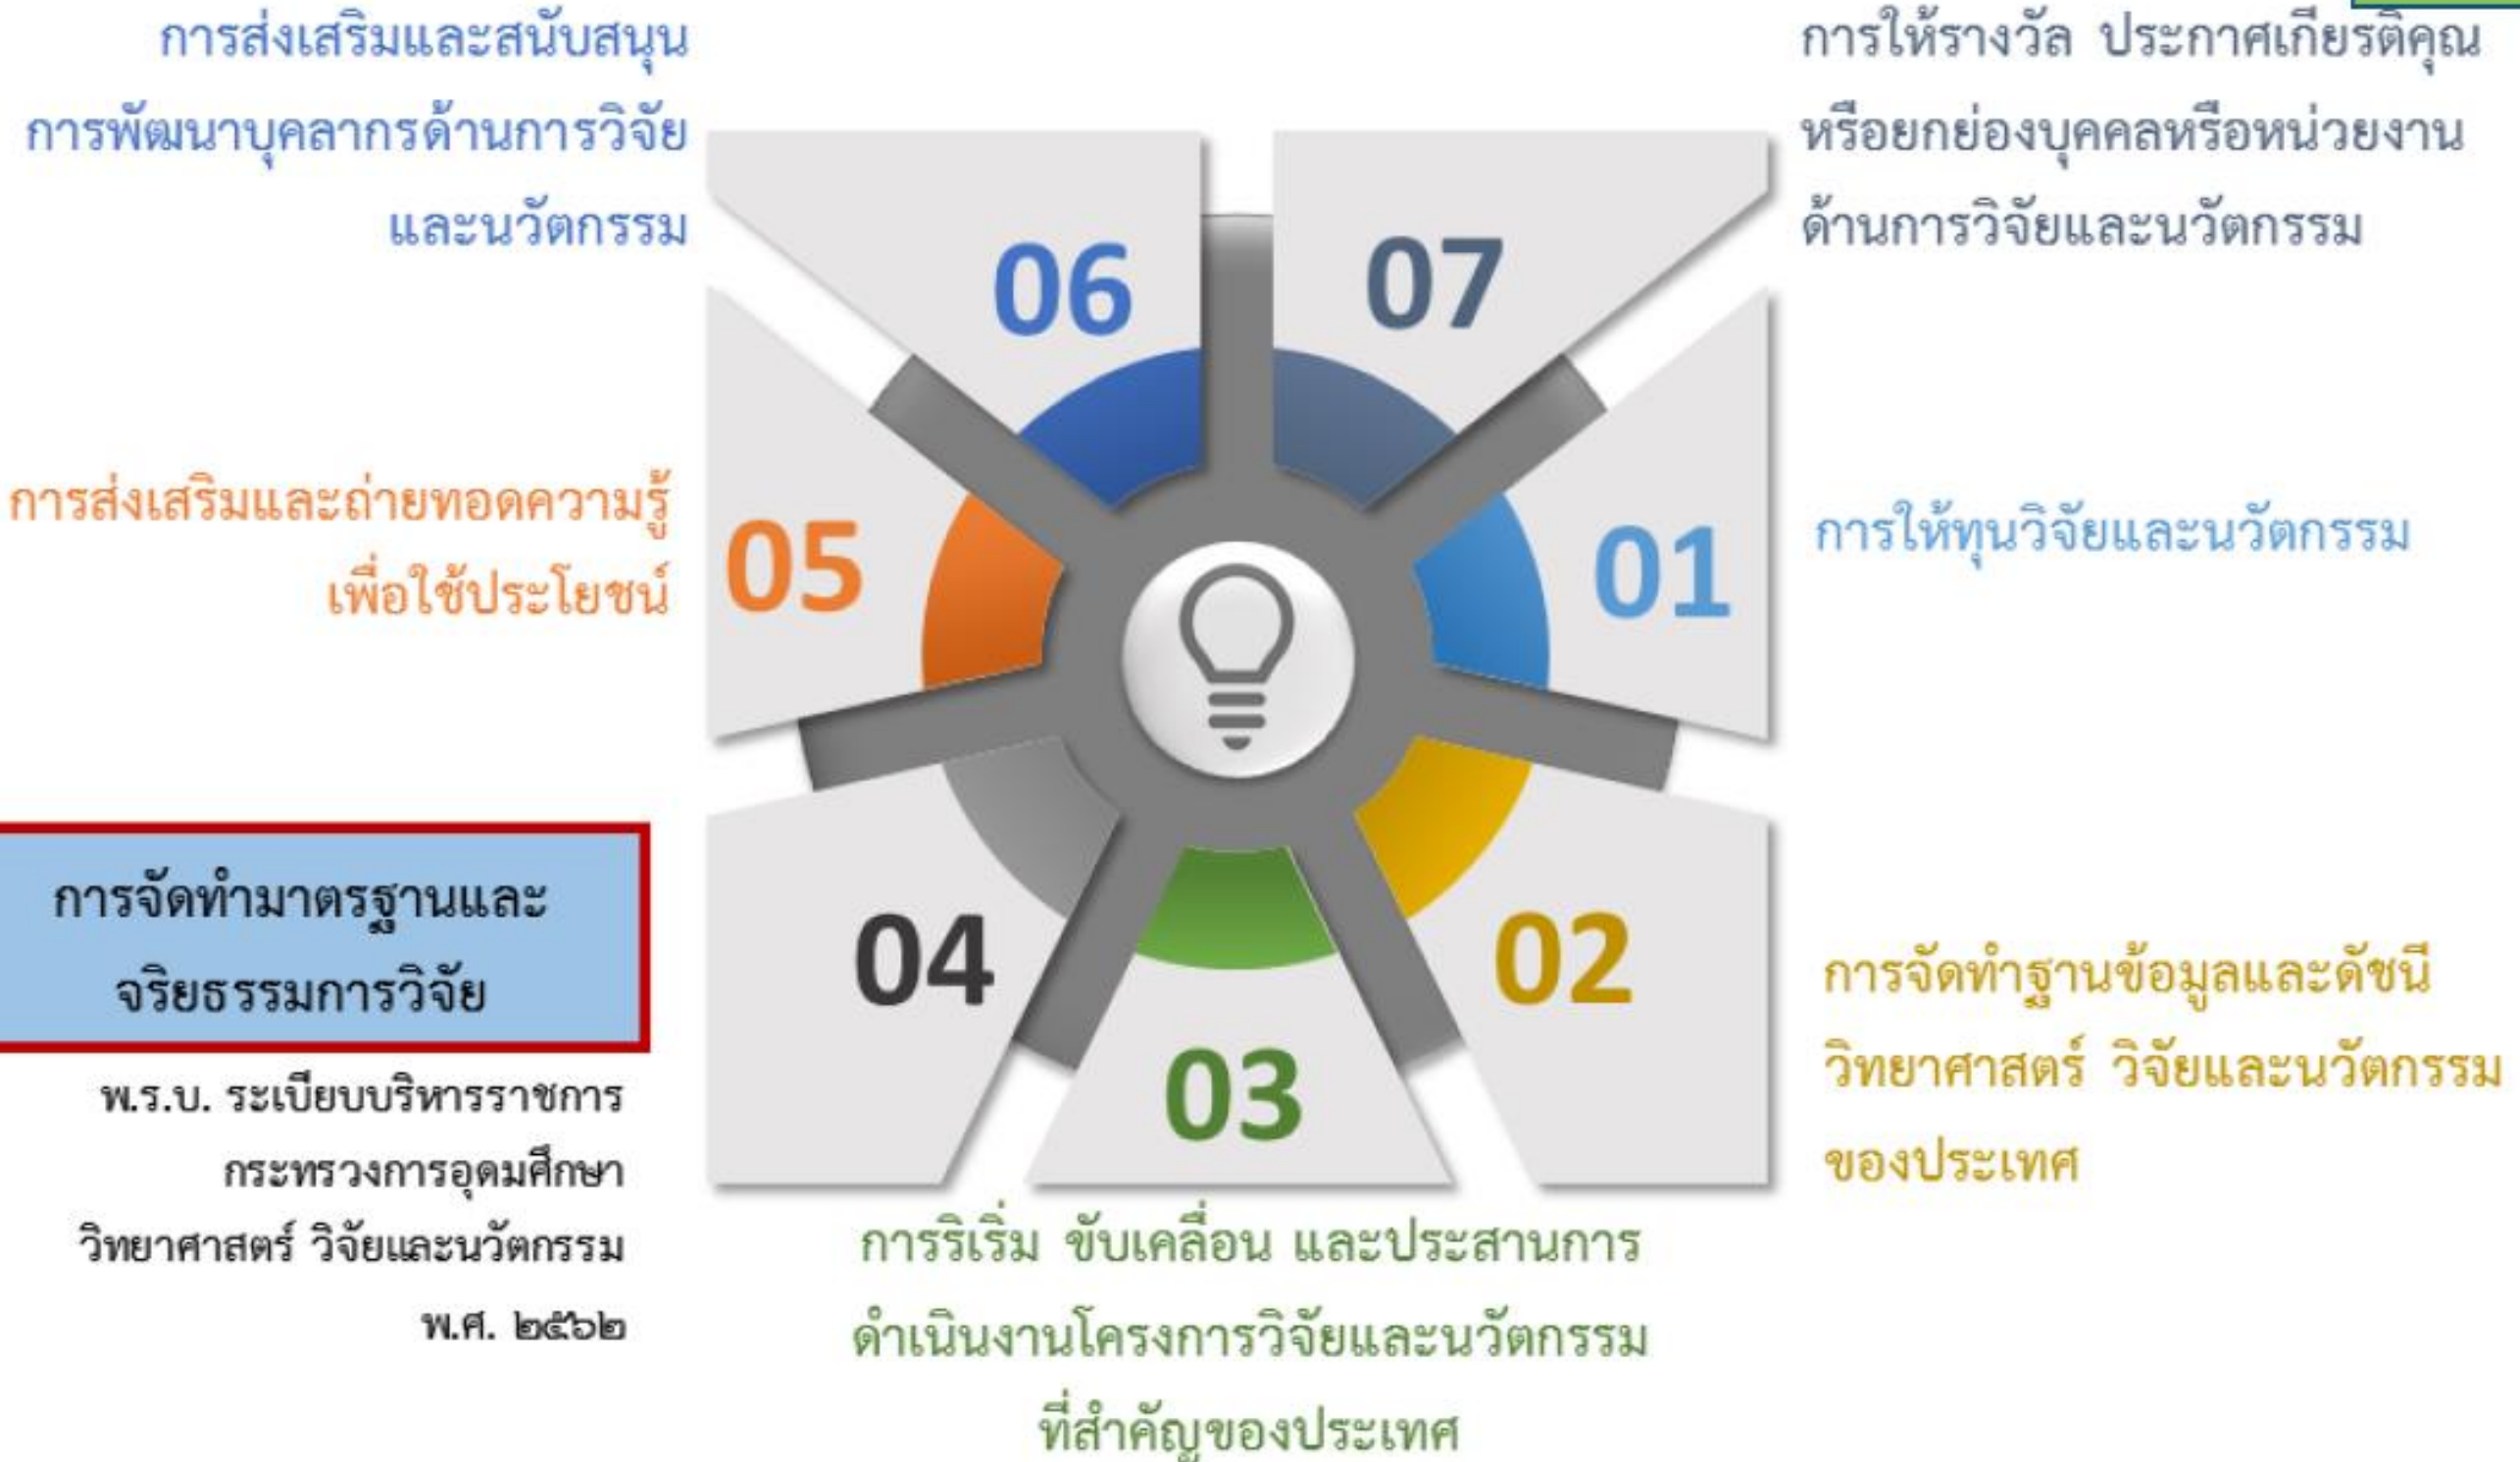 การส่งเสริมและสนับสนุน
การพัฒนาบุคลากรด้านการวิจัย
และนวัตกรรม
06
07
การให้รางวัล ประกาศเกียรติคุณ
หรือยกย่องบุคคลหรือหน่วยงาน
ด้านการวิจัยและนวัตกรรม
การส่งเสริมและถ่ายทอดความรู้
เพื่อใช้ประโยชน์
05
01
การให้ทุนวิจัยและนวัตกรรม
การจัดทำมาตรฐานและ
จริยธรรมการวิจัย
04
พ.ร.บ. ระเบียบบริหารราชการ
กระทรวงการอุดมศึกษา
วิทยาศาสตร์ วิจัยและนวัตกรรม
พ.ศ. ๒๕๖๒
03
การริเริ่ม ขับเคลื่อน และประสานการ
ดำเนินงานโครงการวิจัยและนวัตกรรม
ที่สำคัญของประเทศ
02
การจัดทำฐานข้อมูลและดัชนี
วิทยาศาสตร์ วิจัยและนวัตกรรม
ของประเทศ